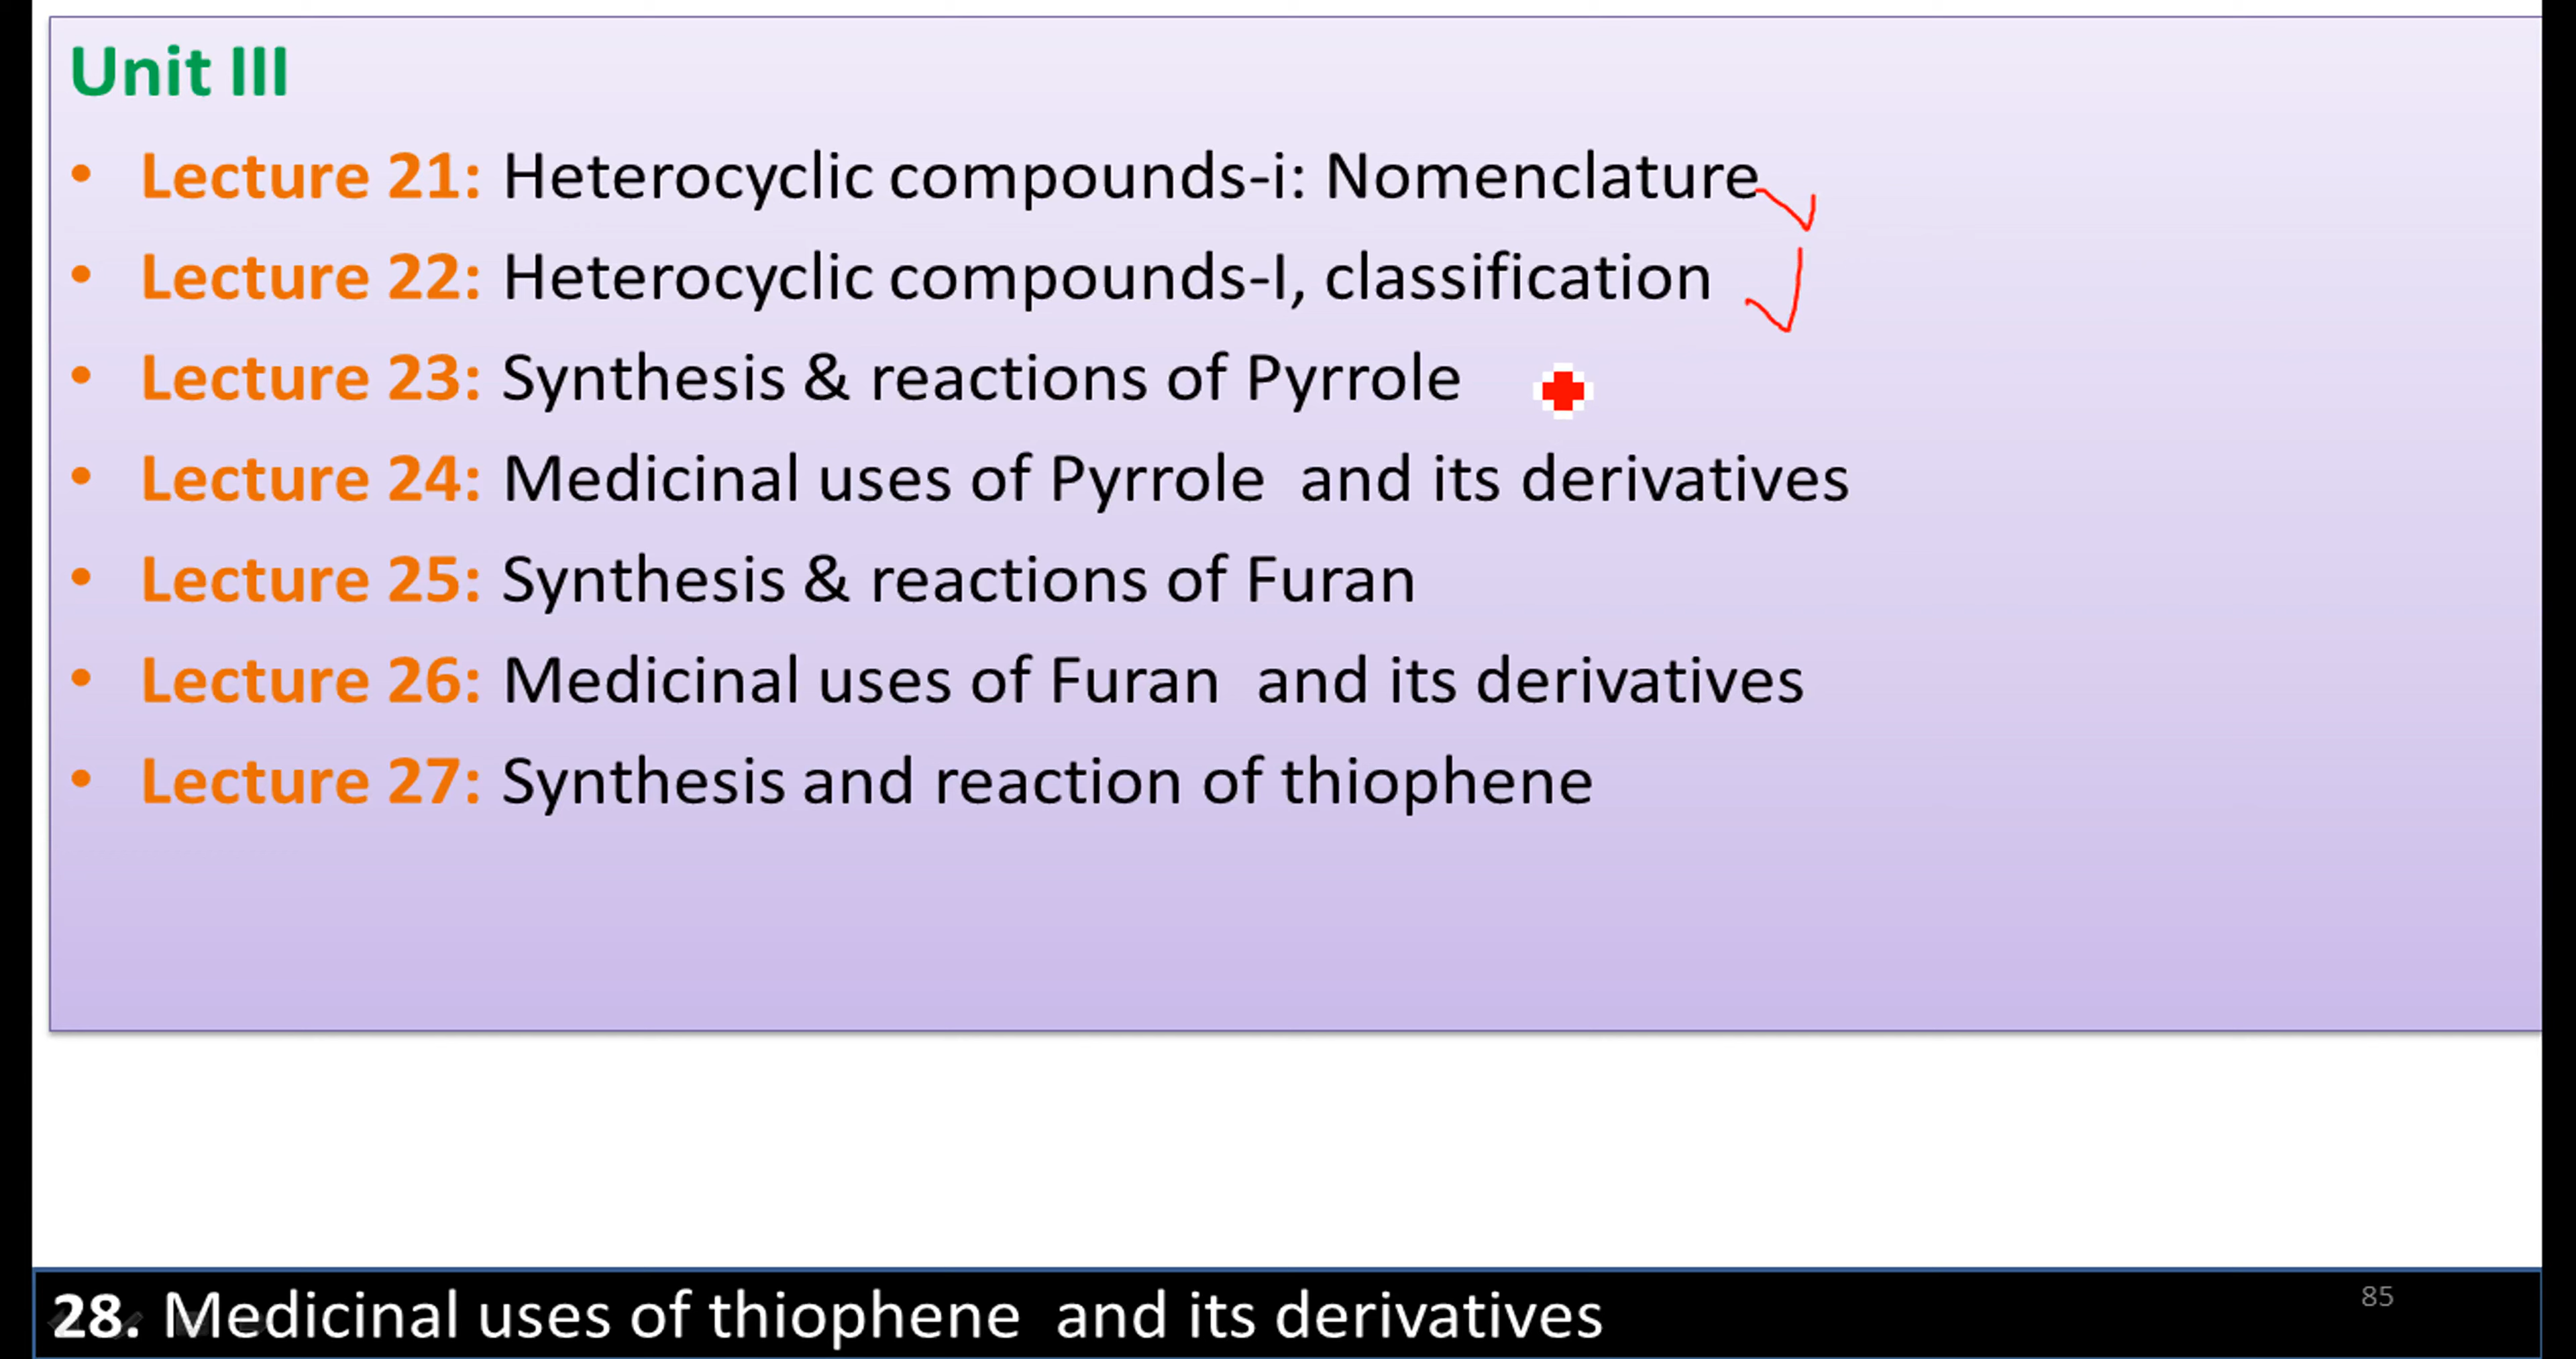 Unit III
• Lecture 21: Heterocyclic compounds-i: Nomenclature
• Lecture 22: Heterocyclic compounds-I, classification
• Lecture 23: Synthesis & reactions of Pyrrole
• Lecture 24: Medicinal uses of Pyrrole and its derivatives
• Lecture 25: Synthesis & reactions of Furan
• Lecture 26: Medicinal uses of Furan and its derivatives
• Lecture 27: Synthesis and reaction of thiophene
28. Medicinal uses of thiophene and its derivatives
85